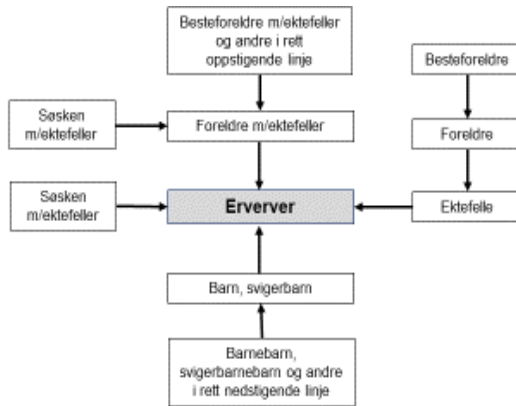 Besteforeldre m/ektefeller
og andre i rett
oppstigende linje
Besteforeldre
Søsken
m/ektefeller
Foreldre m/ektefeller
Foreldre
Søsken
m/ektefeller
Erverver
Ektefelle
Barn, svigerbarn
Barnebarn,
svigerbarnebarn og andre
i rett nedstigende linje